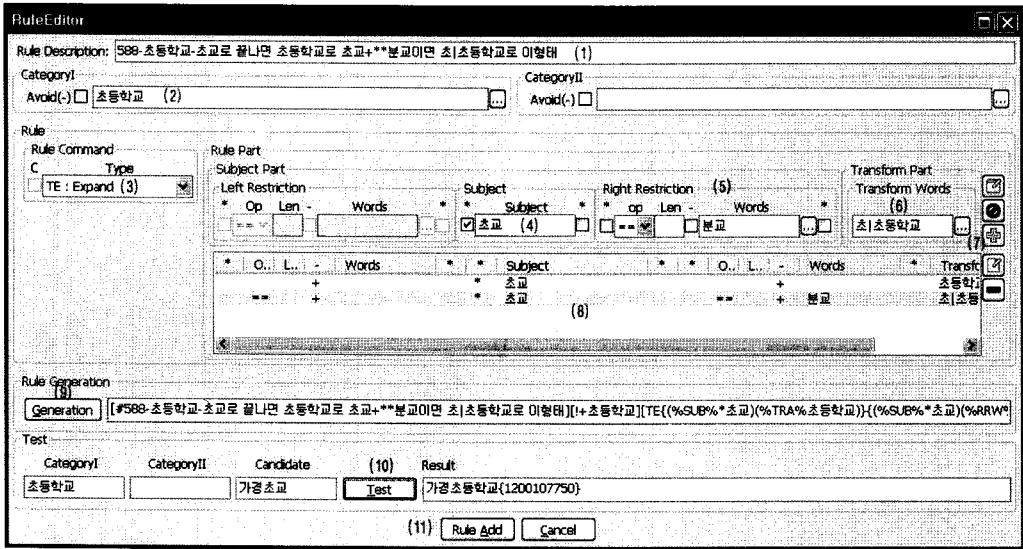 RuleEditor
Rule Description: 588-초등학교-초교로 끝나면 초등학교로 초교+**분교이면 초|초등학교로 이형태 (1)
CategoryI CategoryII
Avoid(-) 초등학교 (2) ... Avoid(-) ...
Rule
Rule Command Rule Part
Subject Part Transform Part
C Type Left Restriction Subject Right Restriction (5) Transform Words
* Op Len - Words * * Subject * * op Len - Words * (6)
TE : Expand (3) == ... 초교 (4) == 분교 ... 초|초등학교 ...
(7)
* O.. L.. - Words * * Subject * * O.. L.. - Words * Transfo
+ * 초교 + 초등학교
== + * 초교 == + 분교 초|초등
(8)
Rule Generation
(9)
Generation [#588-초등학교-초교로 끝나면 초등학교로 초교+**분교이면 초|초등학교로 이형태][!+초등학교][TE{(%SUB%*초교)(%TRA%초등학교)}{(%SUB%*초교)(%RRW%
Test
CategoryI CategoryII Candidate (10) Result
초등학교 가경초교 Test 가경초등학교{1200107750}
(11) Rule Add Cancel